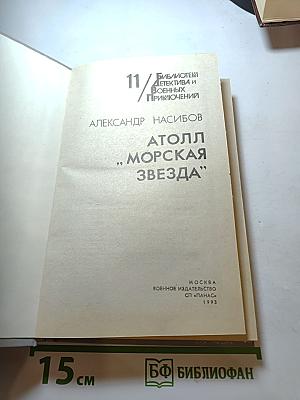 11/ БИБЛИОТЕКА
ДЕТЕКТИВА И
ВОЕННЫХ
ПРИКЛЮЧЕНИЙ
АЛЕКСАНДР НАСИБОВ
АТОЛЛ
„МОРСКАЯ
ЗВЕЗДА"
МОСКВА
ВОЕННОЕ ИЗДАТЕЛЬСТВО
СП «ПАНАС»
1993
15 см
БФ БИБЛИОФАН